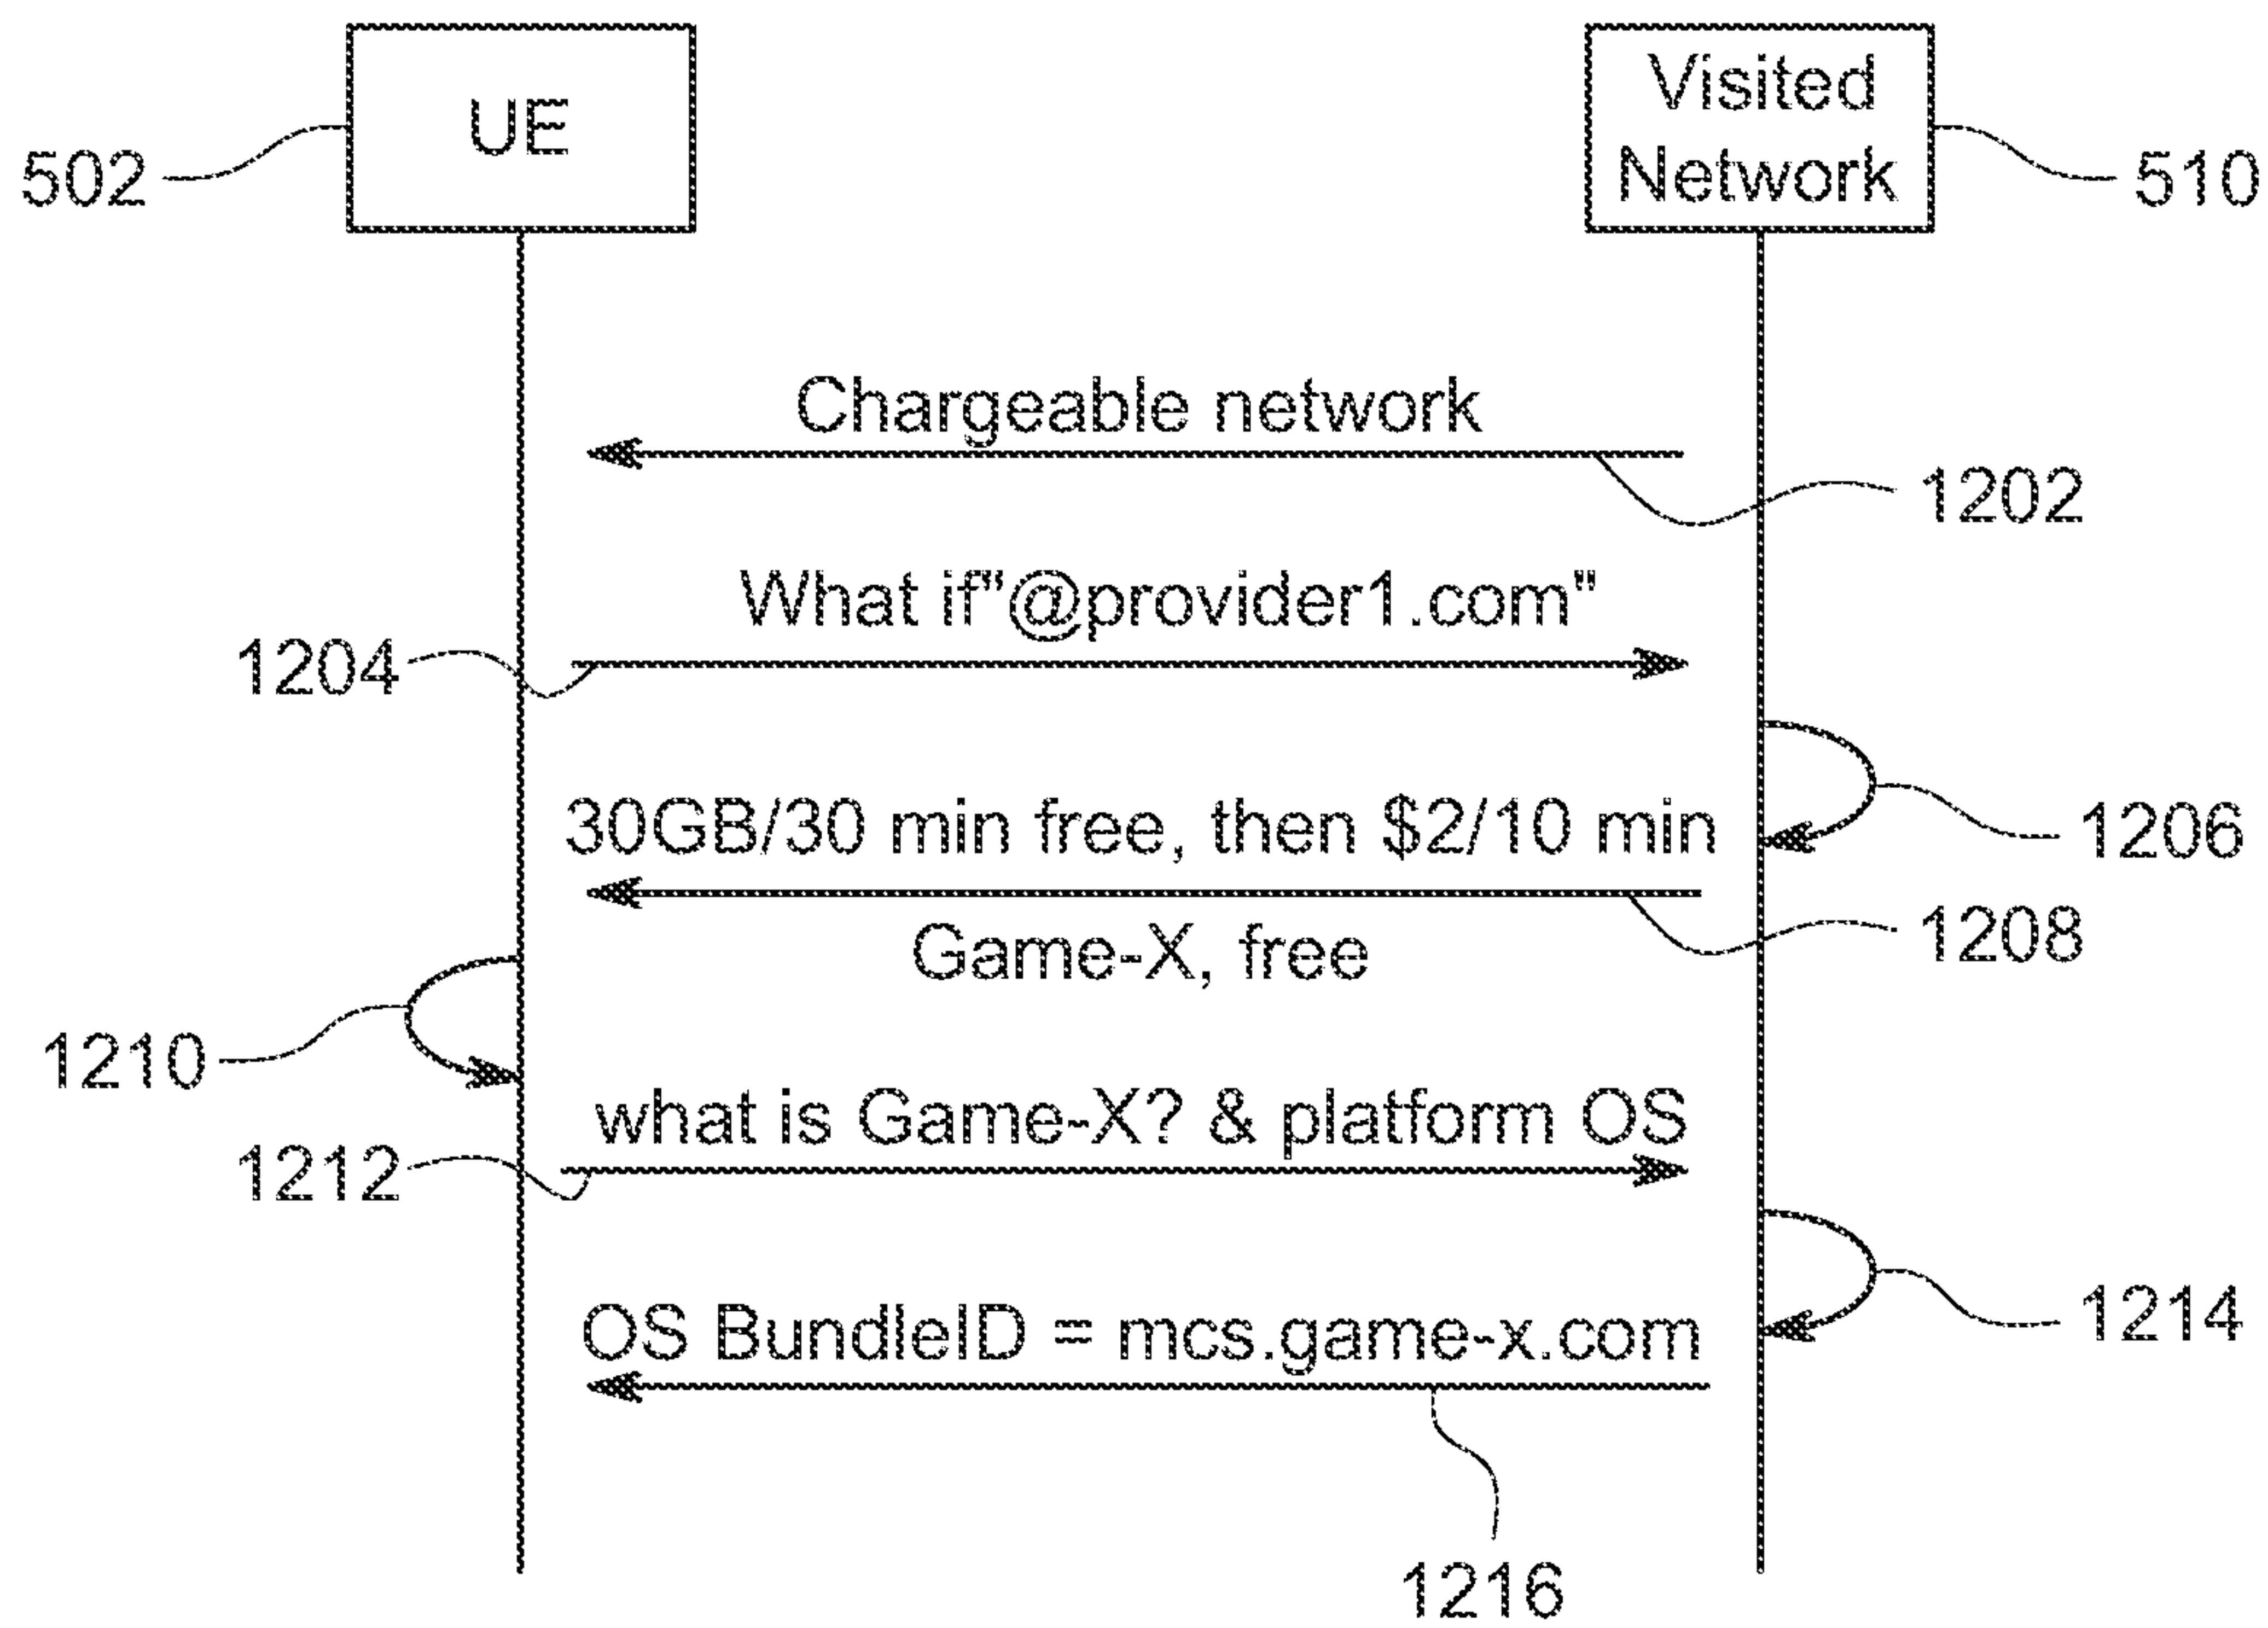 UE
Visited
Network
502
510
Chargeable network
1202
What if"@provider1.com"
1204
30GB/30 min free, then $2/10 min
1206
Game-X, free
1208
1210
what is Game-X? & platform OS
1212
OS BundleID = mcs.game-x.com
1214
1216